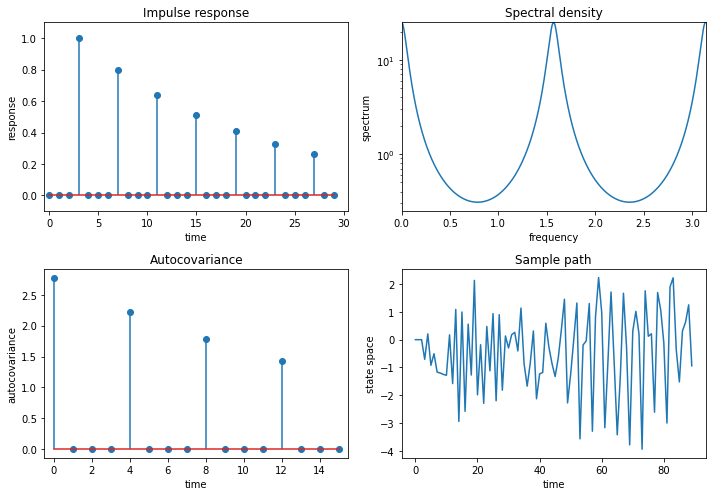 Impulse response
response
1.0
0.8
0.6
0.4
0.2
0.0
0 5 10 15 20 25 30
time
Spectral density
spectrum
10¹
10⁰
0.0 0.5 1.0 1.5 2.0 2.5 3.0
frequency
Autocovariance
autocovariance
2.5
2.0
1.5
1.0
0.5
0.0
0 2 4 6 8 10 12 14
time
Sample path
state space
2
1
0
−1
−2
−3
−4
0 20 40 60 80
time